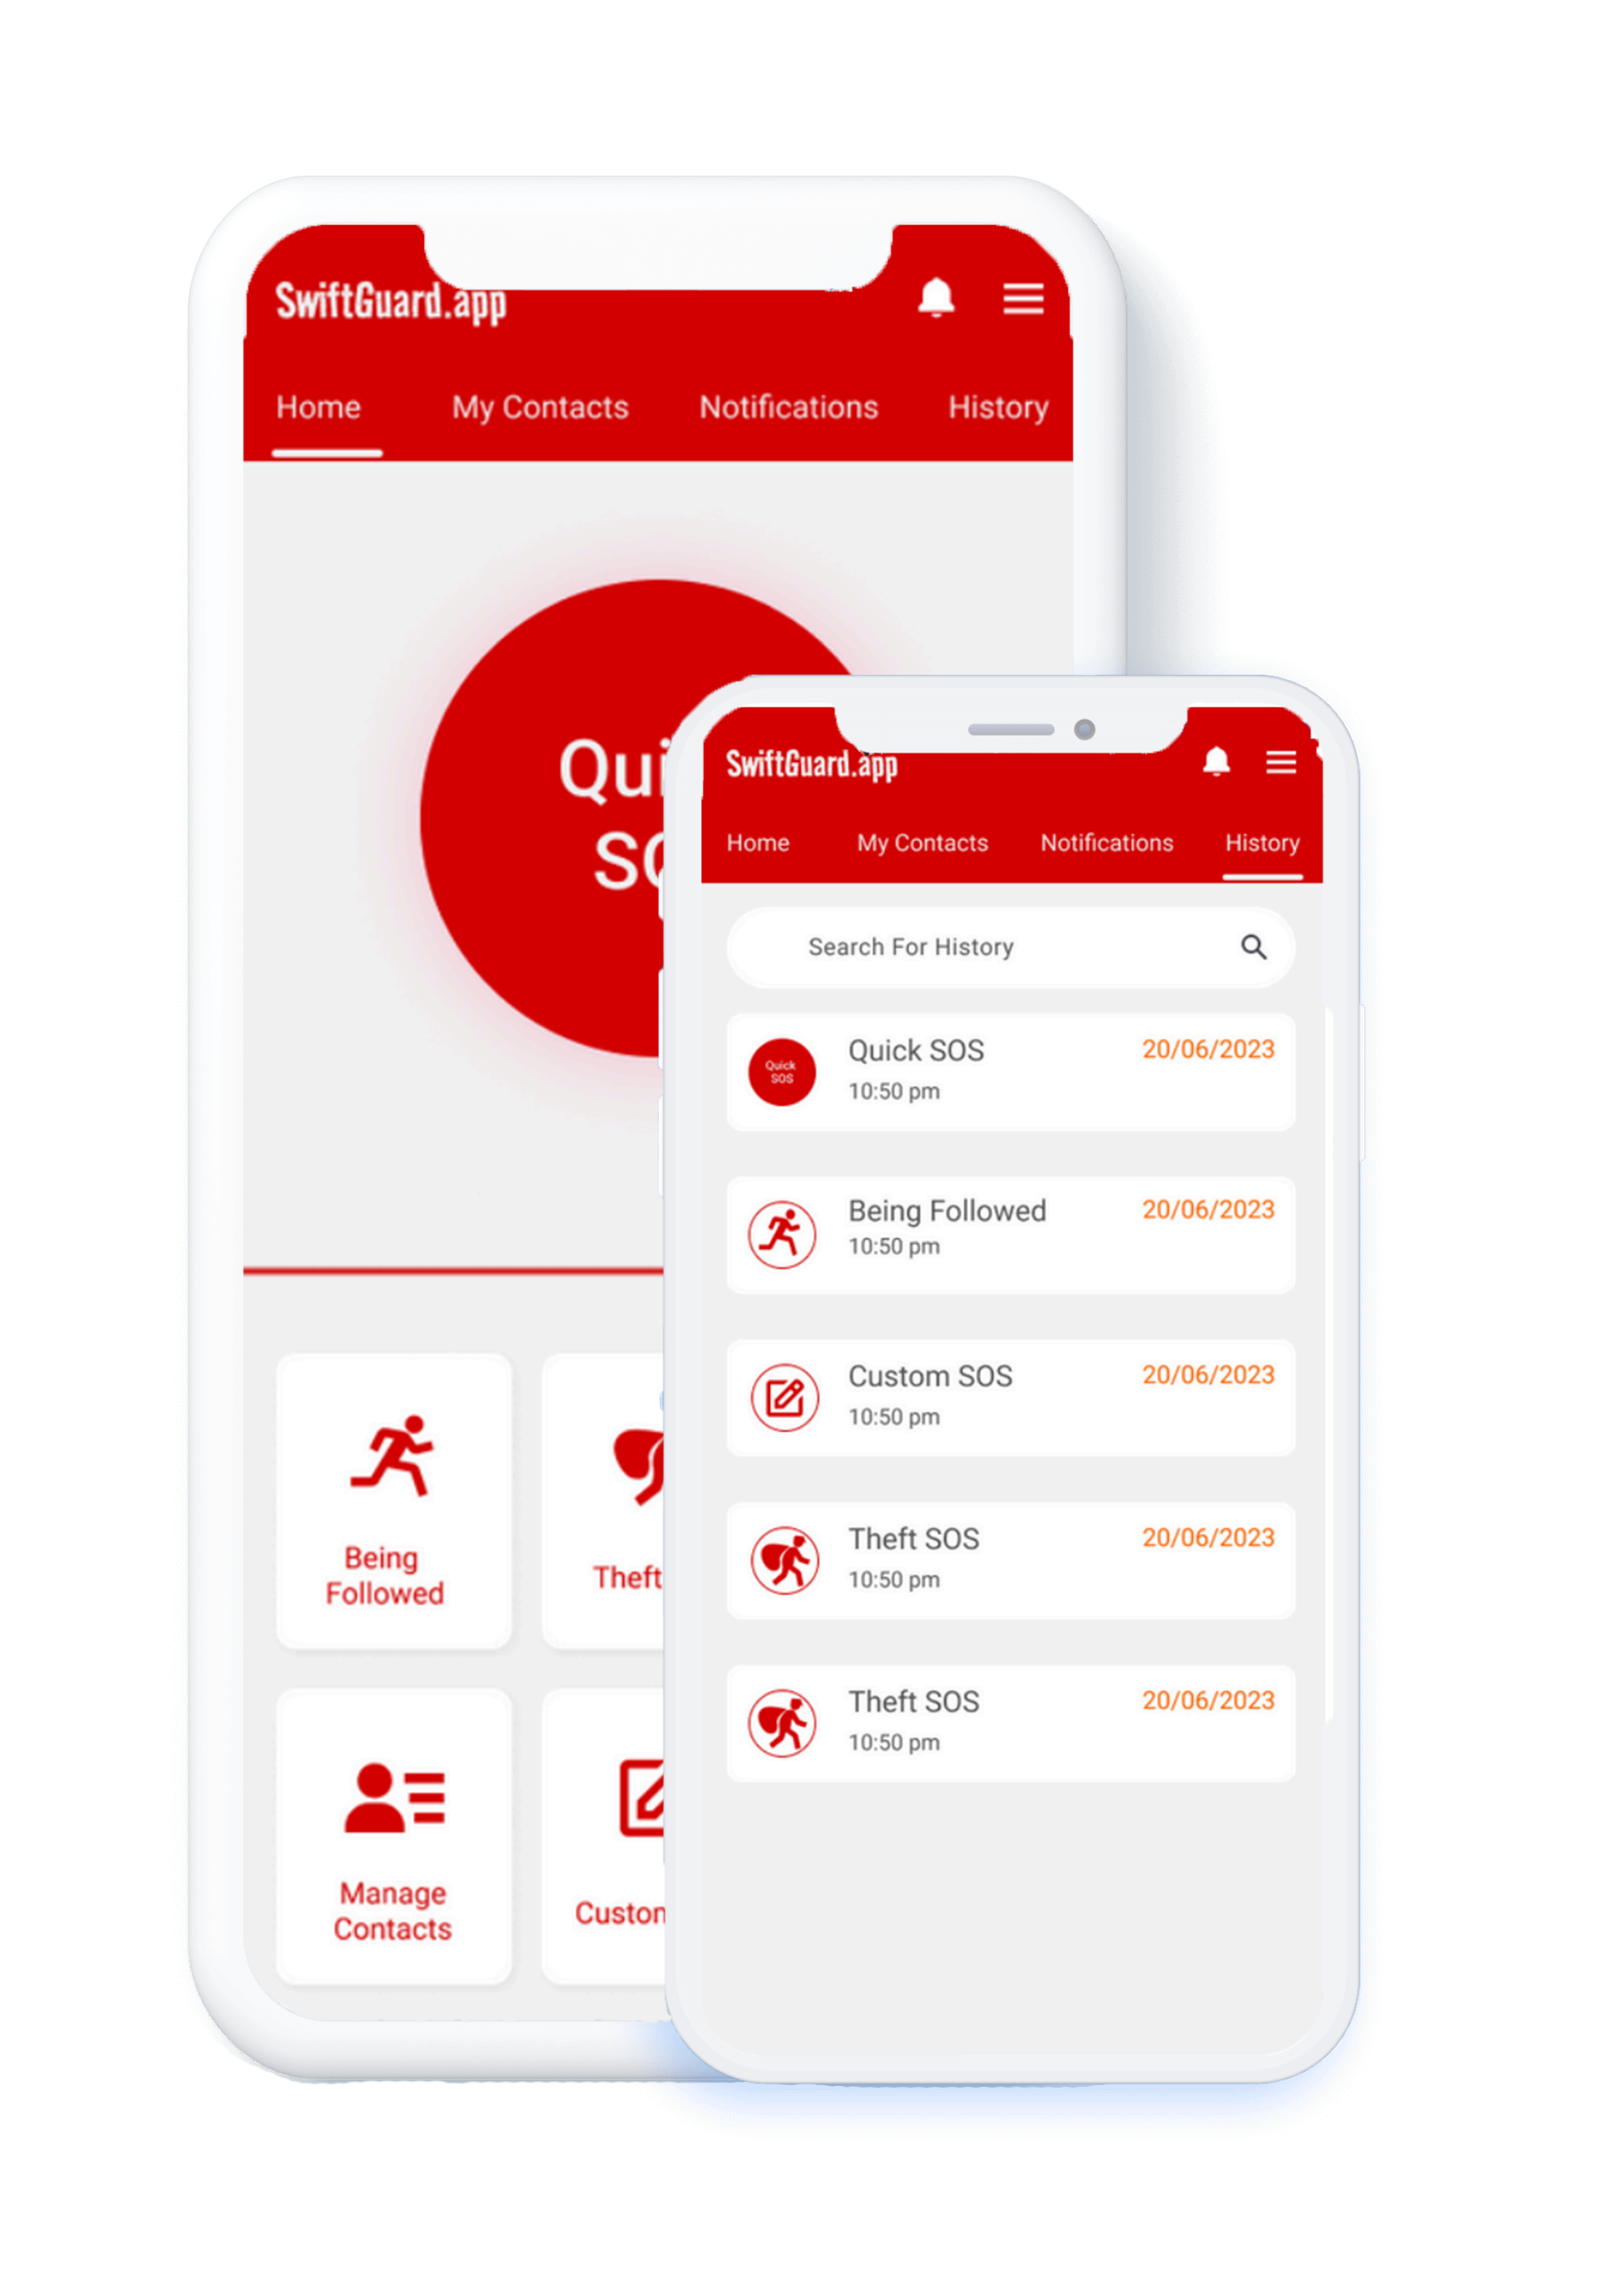 SwiftGuard.app
Home My Contacts Notifications History
Being
Followed
Theft
Manage
Contacts
SwiftGuard.app
Home My Contacts Notifications History
Search For History
Quick
SOS
Quick SOS 20/06/2023
10:50 pm
Being Followed 20/06/2023
10:50 pm
Custom SOS 20/06/2023
10:50 pm
Theft SOS 20/06/2023
10:50 pm
Theft SOS 20/06/2023
10:50 pm